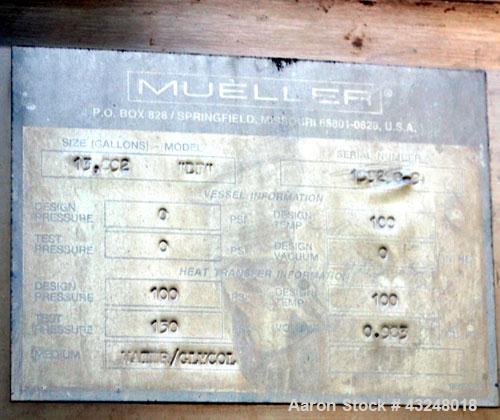 MUELLER®
P.O. BOX 828 / SPRINGFIELD, MISSOURI 65801-0828, U.S.A.
SIZE (GALLONS) - MODEL SERIAL NUMBER
VESSEL INFORMATION
DESIGN PRESSURE 0 PSI DESIGN TEMP 100
TEST PRESSURE 0 PSI DESIGN VACUUM 0
HEAT TRANSFER INFORMATION
DESIGN PRESSURE 100 PSI DESIGN TEMP 100
TEST PRESSURE 150
MEDIUM WATER/GLYCOL
Aaron Stock # 43248018